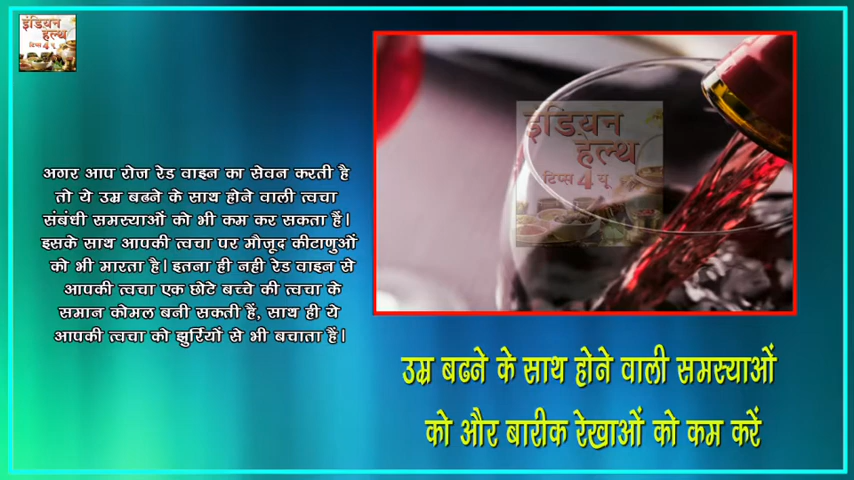 इंडियन
हेल्थ
टिप्स 4 यू
अगर आप रोज रेड वाइन का सेवन करती है
तो ये उम्र बढने के साथ होने वाली त्वचा
संबंधी समस्याओं को भी कम कर सकता हैं।
इसके साथ आपकी त्वचा पर मौजूद कीटाणुओं
को भी मारता है। इतना ही नही रेड वाइन से
आपकी त्वचा एक छोटे बच्चे की त्वचा के
समान कोमल बनी सकती हैं, साथ ही ये
आपकी त्वचा को झुर्रियों से भी बचाता हैं।
इंडियन
हेल्थ
टिप्स 4 यू
उम्र बढने के साथ होने वाली समस्याओं
को और बारीक रेखाओं को कम करें